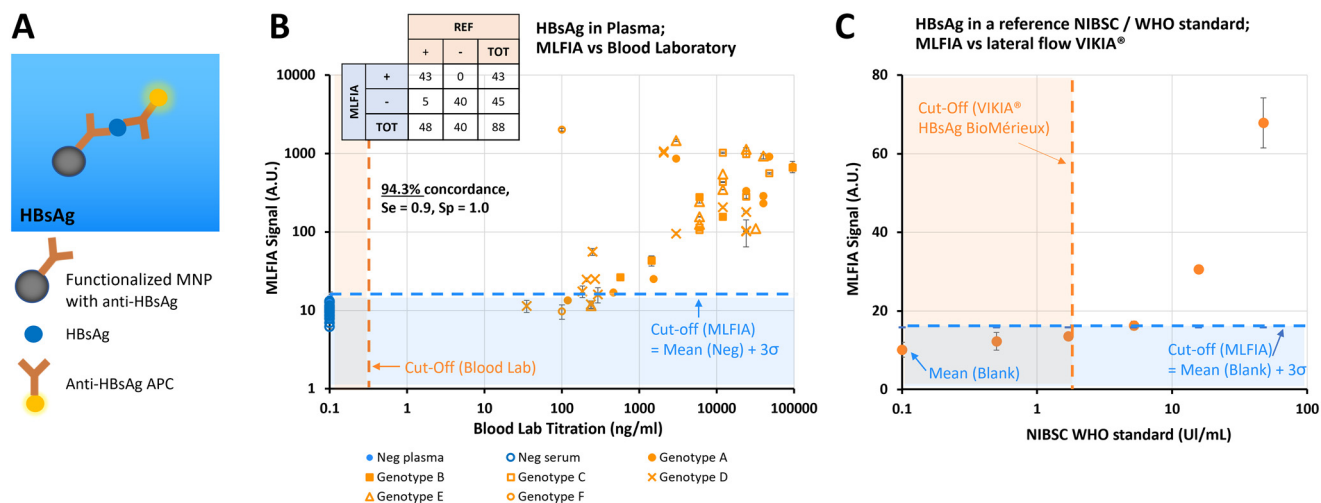 A
HBsAg
Functionalized MNP
with anti-HBsAg
HBsAg
Anti-HBsAg APC
B
HBsAg in Plasma;
MLFIA vs Blood Laboratory
REF
+ - TOT
MLFIA
+ 43 0 43
- 5 40 45
TOT 48 40 88
94.3% concordance,
Se = 0.9, Sp = 1.0
MLFIA Signal (A.U.)
10000
1000
100
10
1
Cut-off (MLFIA)
= Mean (Neg) + 3σ
Cut-Off (Blood Lab)
0.1 1 10 100 1000 10000 100000
Blood Lab Titration (ng/ml)
Neg plasma Neg serum Genotype A
Genotype B Genotype C Genotype D
Genotype E Genotype F
C
HBsAg in a reference NIBSC / WHO standard;
MLFIA vs lateral flow VIKIA®
MLFIA Signal (A.U.)
80
60
40
20
0
Cut-Off (VIKIA®
HBsAg BioMérieux)
Mean (Blank)
Cut-off (MLFIA)
= Mean (Blank) + 3σ
0.1 1 10 100
NIBSC WHO standard (UI/mL)